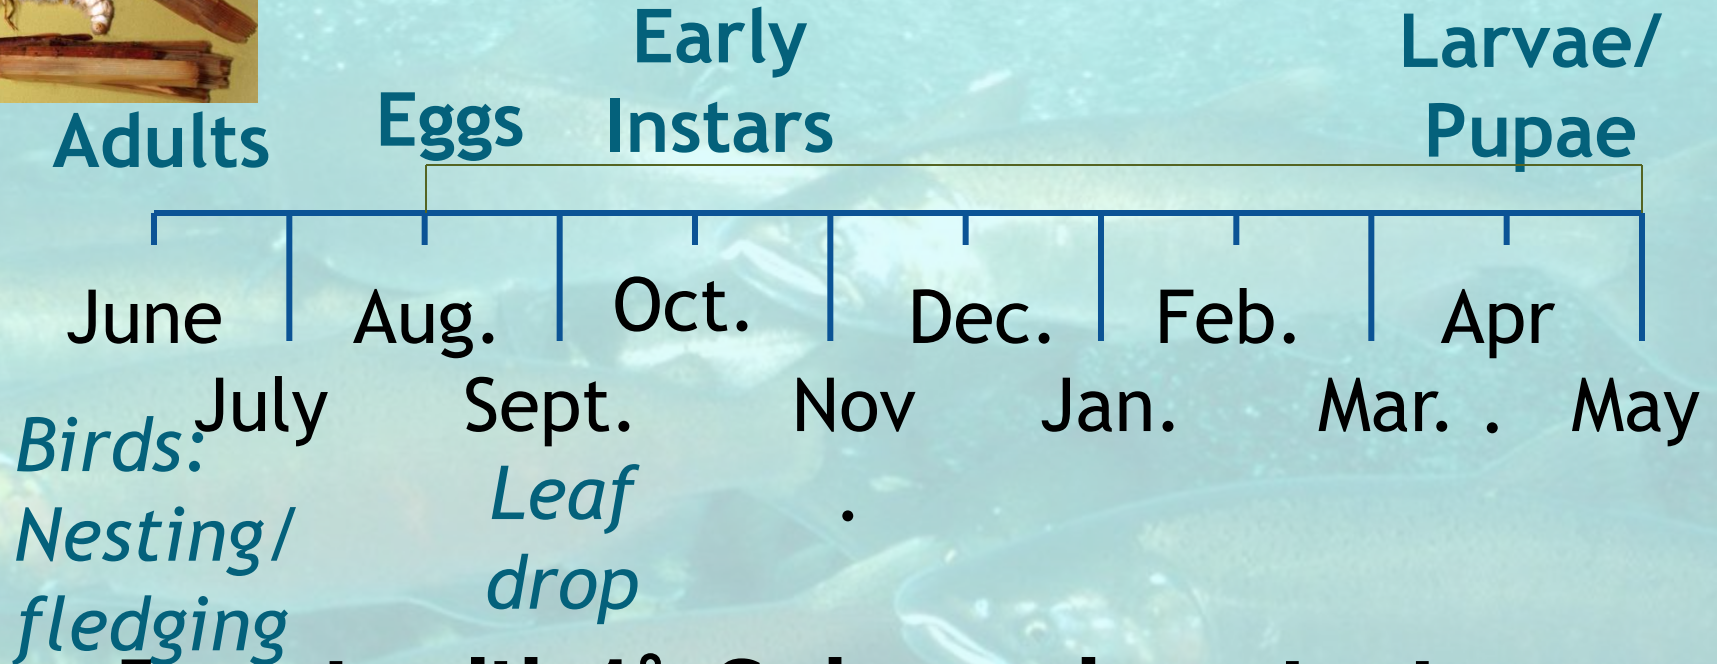 Early
Larvae/
Eggs
Instars
Pupae
Adults
June
Aug.
Oct.
Dec.
Feb.
Apr
.
July
Sept.
Nov
.
Jan.
Mar.
May
Birds:
Nesting/
fledging
Leaf
drop